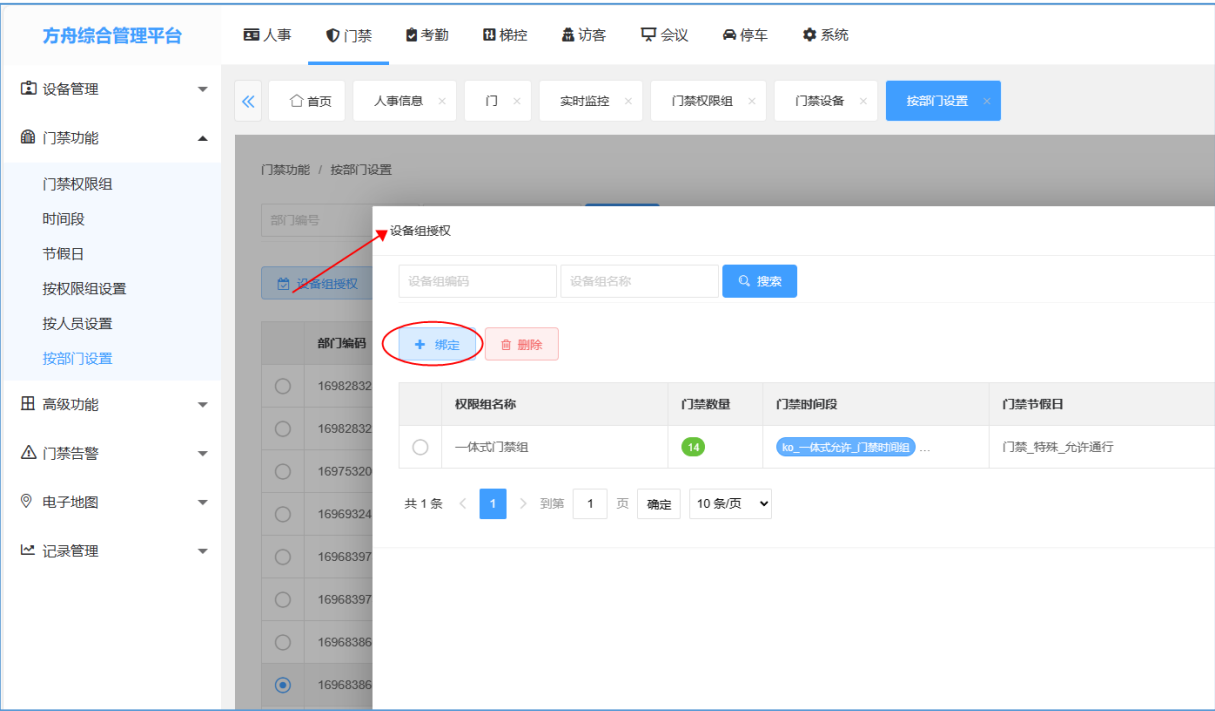 方舟综合管理平台
人事 门禁 考勤 梯控 访客 会议 停车 系统
设备管理
门禁功能
门禁权限组
时间段
节假日
按权限组设置
按人员设置
按部门设置
高级功能
门禁告警
电子地图
记录管理
首页 人事信息 × 门 × 实时监控 × 门禁权限组 × 门禁设备 × 按部门设置 ×
门禁功能 / 按部门设置
部门编号
设备组授权
部门编码
16982832
16982832
16975320
16969324
1696839
16968397
16968386
16968386
设备组授权
设备组编码 设备组名称 搜索
+ 绑定 删除
权限组名称 门禁数量 门禁时间段 门禁节假日
一体式门禁组 14 ko_一体式允许_门禁时间组 ... 门禁_特殊_允许通行
共 1 条 < 1 > 到第 1 页 确定 10 条/页